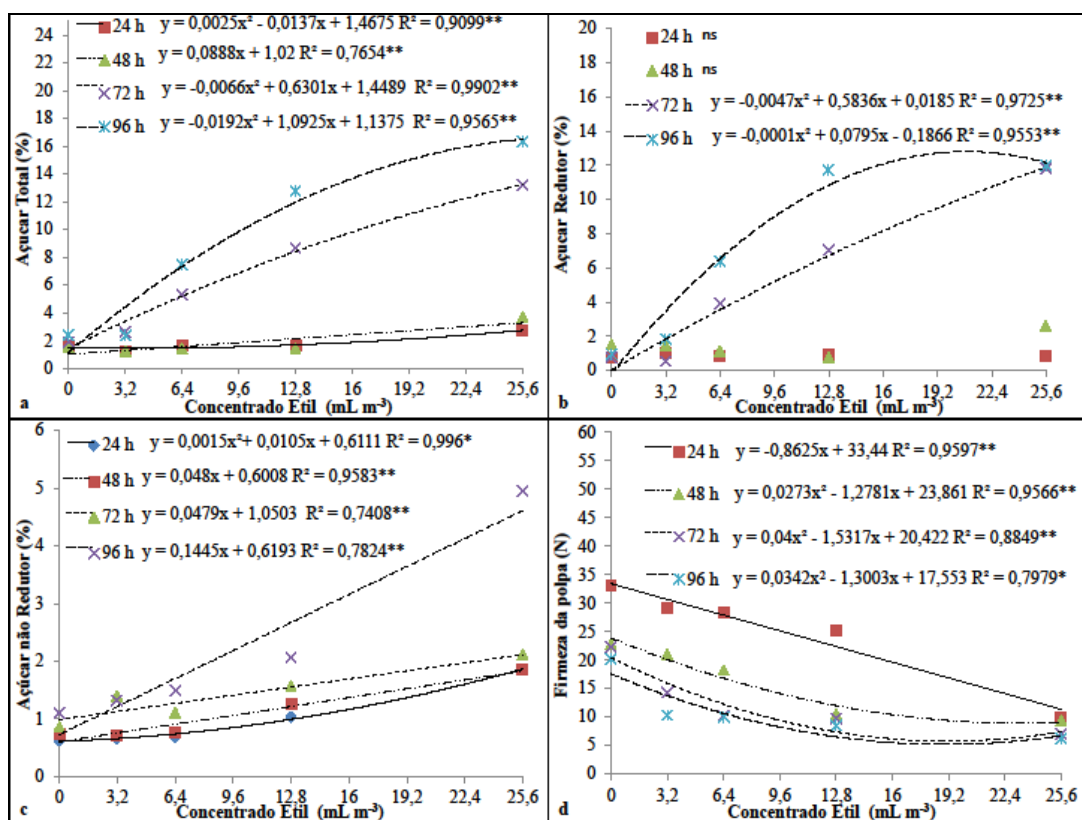 24 h y = 0,0025x² - 0,0137x + 1,4675 R² = 0,9099**
48 h y = 0,0888x + 1,02 R² = 0,7654**
72 h y = -0,0066x² + 0,6301x + 1,4489 R² = 0,9902**
96 h y = -0,0192x² + 1,0925x + 1,1375 R² = 0,9565**
Açucar Total (%)
24
22
20
18
16
14
12
10
8
6
4
2
0
0 3,2 6,4 9,6 12,8 16 19,2 22,4 25,6
a Concentrado Etil (mL m⁻³)
24 h ns
48 h ns
72 h y = -0,0047x² + 0,5836x + 0,0185 R² = 0,9725**
96 h y = -0,0001x² + 0,0795x - 0,1866 R² = 0,9553**
Açucar Redutor (%)
20
18
16
14
12
10
8
6
4
2
0
0 3,2 6,4 9,6 12,8 16 19,2 22,4 25,6
b Concentrado Etil (mL m⁻³)
24 h y = 0,0015x²+ 0,0105x + 0,6111 R² = 0,996*
48 h y = 0,048x + 0,6008 R² = 0,9583**
72 h y = 0,0479x + 1,0503 R² = 0,7408**
96 h y = 0,1445x + 0,6193 R² = 0,7824**
Açúcar não Redutor (%)
6
5
4
3
2
1
0
0 3,2 6,4 9,6 12,8 16 19,2 22,4 25,6
c Concentrado Etil (mL m⁻³)
24 h y = -0,8625x + 33,44 R² = 0,9597**
48 h y = 0,0273x² - 1,2781x + 23,861 R² = 0,9566**
72 h y = 0,04x² - 1,5317x + 20,422 R² = 0,8849**
96 h y = 0,0342x² - 1,3003x + 17,553 R² = 0,7979*
Firmeza da polpa (N)
60
55
50
45
40
35
30
25
20
15
10
5
0
0 3,2 6,4 9,6 12,8 16 19,2 22,4 25,6
Concentrado Etil (mL m⁻³) d